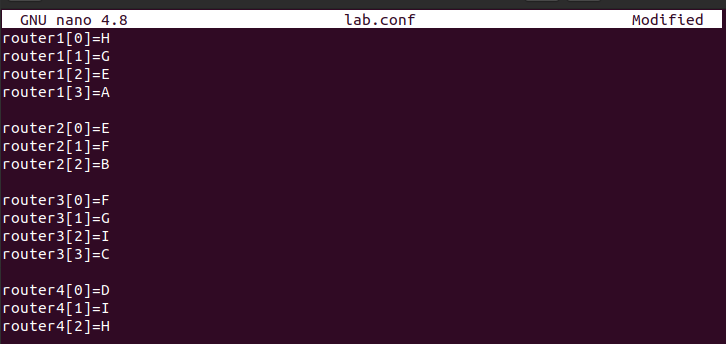 GNU nano 4.8 lab.conf Modified
router1[0]=H
router1[1]=G
router1[2]=E
router1[3]=A
router2[0]=E
router2[1]=F
router2[2]=B
router3[0]=F
router3[1]=G
router3[2]=I
router3[3]=C
router4[0]=D
router4[1]=I
router4[2]=H